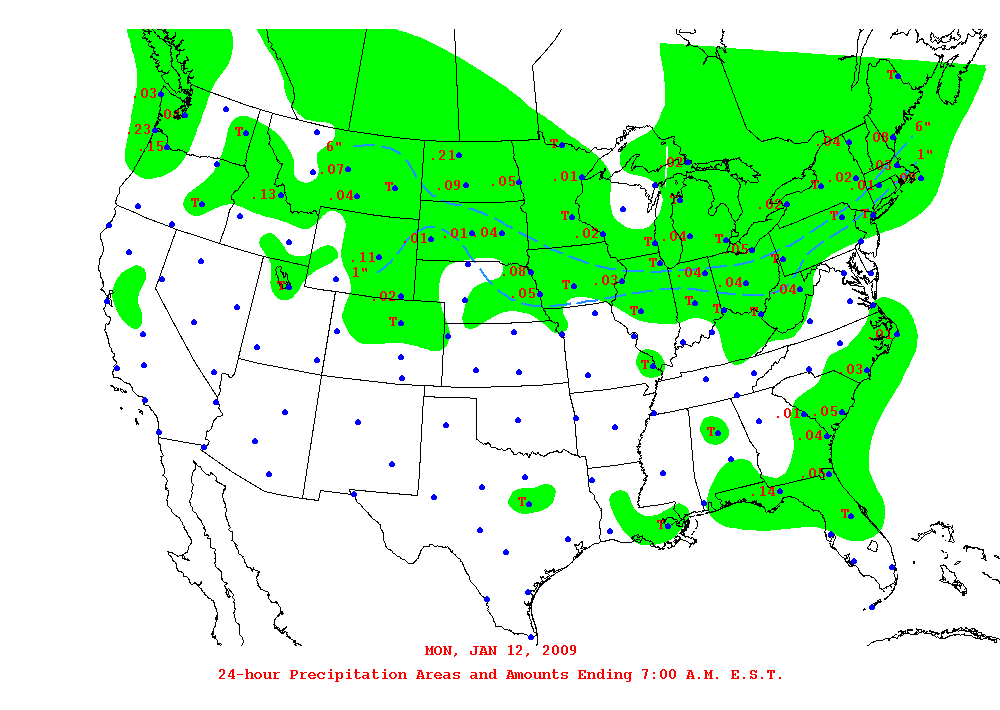 T
.03
.23
.15
T
6"
.07
.21
T
.04
T
.08
.03
6"
1"
.13
T
.04
T
.09
.05
.01
.02
T
T
.02
.01
.02
T
T
.01
.01
.04
.02
T
.04
T
.05
T
.11
1"
T
.08
T
.03
T
.04
.04
T
.04
.02
.05
T
T
T
T
T
.01
T
.03
.01
.05
T
.04
.05
.14
T
T
T
MON, JAN 12, 2009
24-hour Precipitation Areas and Amounts Ending 7:00 A.M. E.S.T.